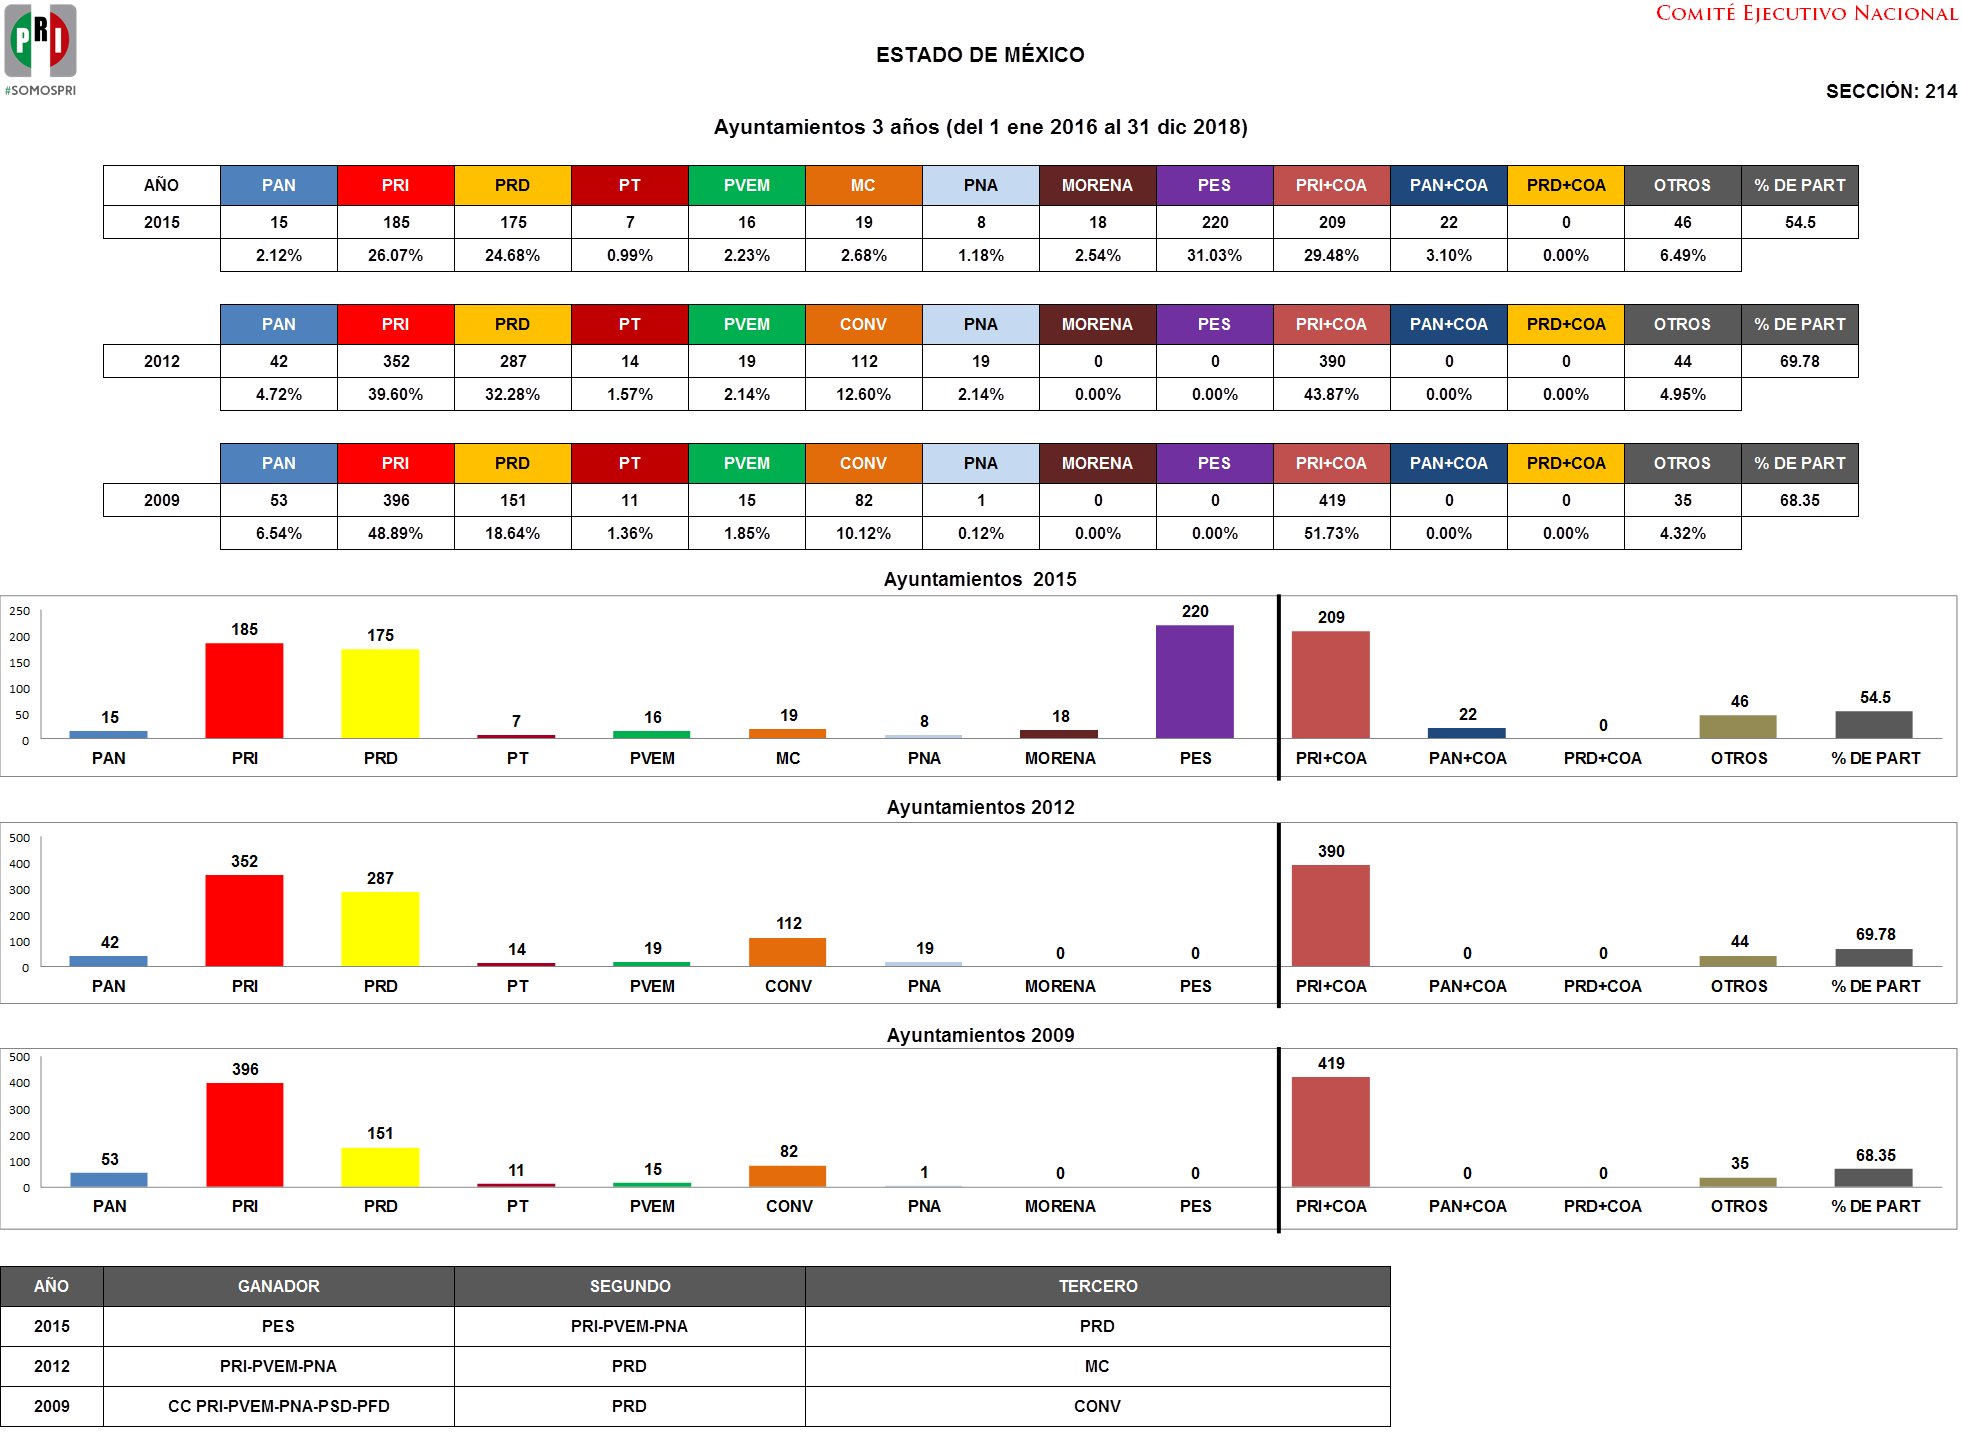 PRI
#SOMOSPRI
COMITÉ EJECUTIVO NACIONAL
ESTADO DE MÉXICO
SECCIÓN: 214
Ayuntamientos 3 años (del 1 ene 2016 al 31 dic 2018)
AÑO PAN PRI PRD PT PVEM MC PNA MORENA PES PRI+COA PAN+COA PRD+COA OTROS % DE PART
2015 15 185 175 7 16 19 8 18 220 209 22 0 46 54.5
2.12% 26.07% 24.68% 0.99% 2.23% 2.68% 1.18% 2.54% 31.03% 29.48% 3.10% 0.00% 6.49%
PAN PRI PRD PT PVEM CONV PNA MORENA PES PRI+COA PAN+COA PRD+COA OTROS % DE PART
2012 42 352 287 14 19 112 19 0 0 390 0 0 44 69.78
4.72% 39.60% 32.28% 1.57% 2.14% 12.60% 2.14% 0.00% 0.00% 43.87% 0.00% 0.00% 4.95%
PAN PRI PRD PT PVEM CONV PNA MORENA PES PRI+COA PAN+COA PRD+COA OTROS % DE PART
2009 53 396 151 11 15 82 1 0 0 419 0 0 35 68.35
6.54% 48.89% 18.64% 1.36% 1.85% 10.12% 0.12% 0.00% 0.00% 51.73% 0.00% 0.00% 4.32%
Ayuntamientos 2015
250
200
150
100
50
0
15 185 175 7 16 19 8 18 220 209 22 0 46 54.5
PAN PRI PRD PT PVEM MC PNA MORENA PES PRI+COA PAN+COA PRD+COA OTROS % DE PART
Ayuntamientos 2012
500
400
300
200
100
0
42 352 287 14 19 112 19 0 0 390 0 0 44 69.78
PAN PRI PRD PT PVEM CONV PNA MORENA PES PRI+COA PAN+COA PRD+COA OTROS % DE PART
Ayuntamientos 2009
500
400
300
200
100
0
53 396 151 11 15 82 1 0 0 419 0 0 35 68.35
PAN PRI PRD PT PVEM CONV PNA MORENA PES PRI+COA PAN+COA PRD+COA OTROS % DE PART
AÑO GANADOR SEGUNDO TERCERO
2015 PES PRI-PVEM-PNA PRD
2012 PRI-PVEM-PNA PRD MC
2009 CC PRI-PVEM-PNA-PSD-PFD PRD CONV